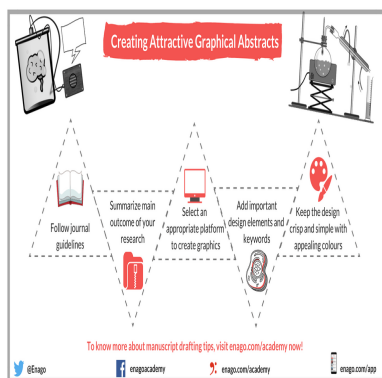 Creating Attractive Graphical Abstracts
Follow journal
guidelines
Summarize main
outcome of your
research
Select an
appropriate platform
to create graphics
Add important
design elements and
keywords
Keep the design
crisp and simple with
appealing colours
To know more about manuscript drafting tips, visit enago.com/academy now!
@Enago
enagoacademy
enago.com/academy
enago.com/app